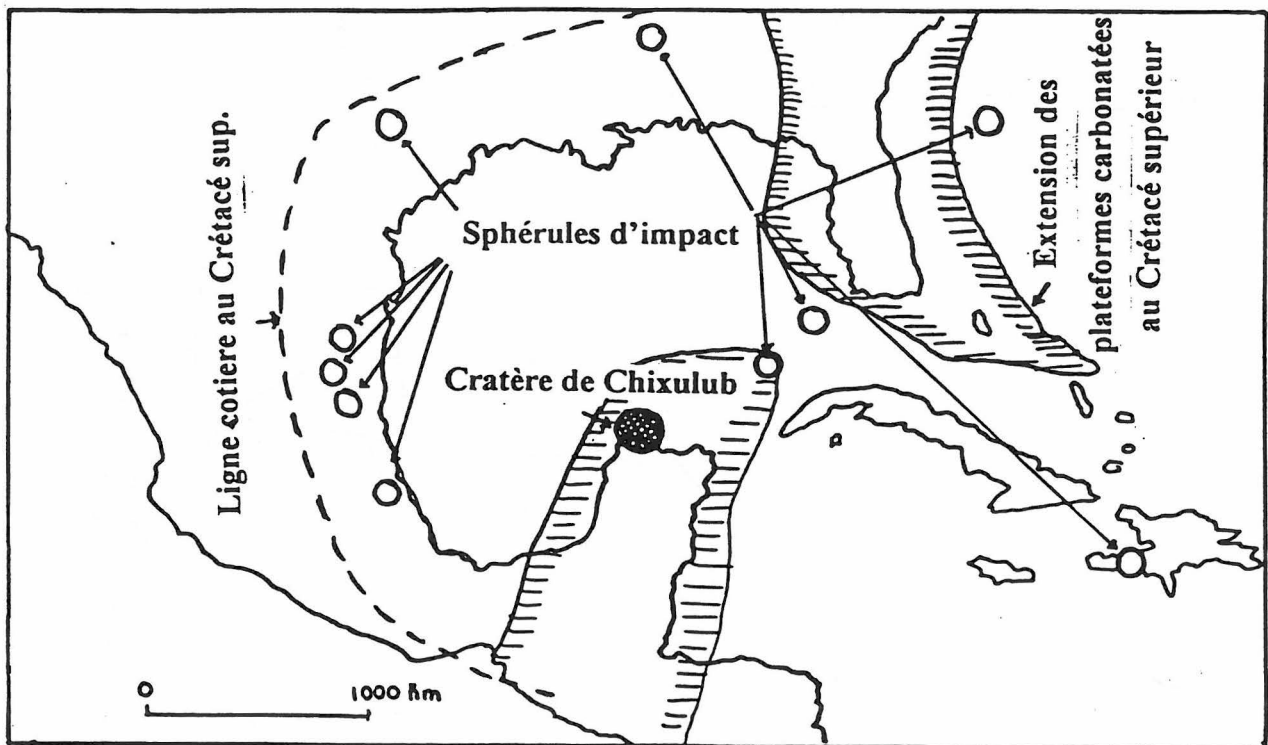 Ligne cotiere au Crétacé sup.
Sphérules d'impact
Cratère de Chixulub
Extension des
plateformes carbonatées
au Crétacé supérieur
0 1000 km